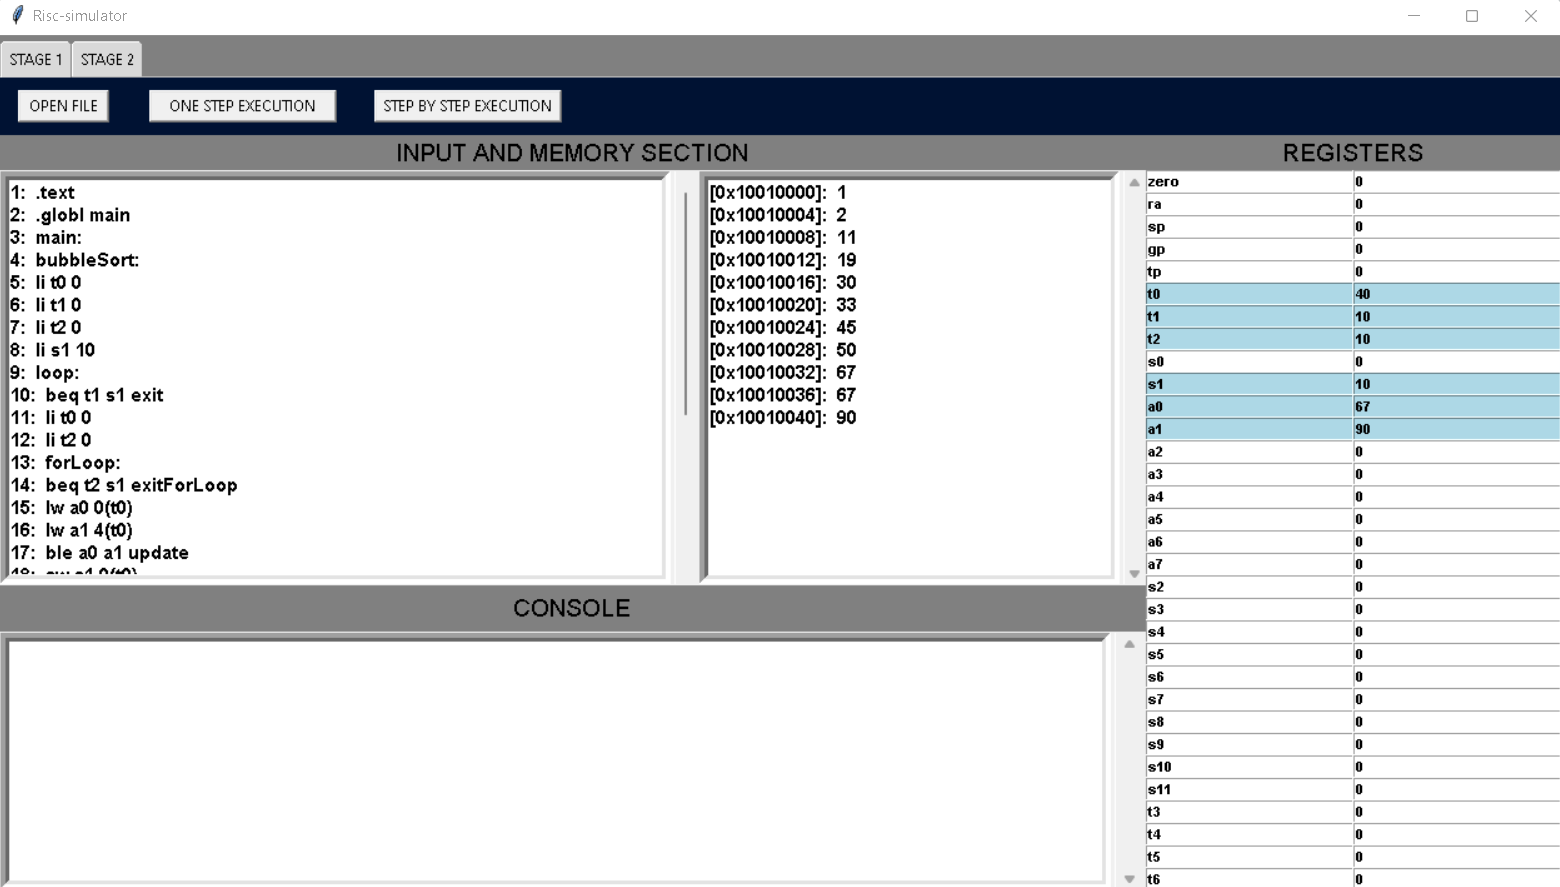 Risc-simulator
STAGE 1 STAGE 2
OPEN FILE ONE STEP EXECUTION STEP BY STEP EXECUTION
INPUT AND MEMORY SECTION
1: .text
2: .globl main
3: main:
4: bubbleSort:
5: li t0 0
6: li t1 0
7: li t2 0
8: li s1 10
9: loop:
10: beq t1 s1 exit
11: li t0 0
12: li t2 0
13: forLoop:
14: beq t2 s1 exitForLoop
15: lw a0 0(t0)
16: lw a1 4(t0)
17: ble a0 a1 update
18: sw a1 0(t0)
[0x10010000]: 1
[0x10010004]: 2
[0x10010008]: 11
[0x10010012]: 19
[0x10010016]: 30
[0x10010020]: 33
[0x10010024]: 45
[0x10010028]: 50
[0x10010032]: 67
[0x10010036]: 67
[0x10010040]: 90
REGISTERS
zero 0
ra 0
sp 0
gp 0
tp 0
t0 40
t1 10
t2 10
s0 0
s1 10
a0 67
a1 90
a2 0
a3 0
a4 0
a5 0
a6 0
a7 0
s2 0
s3 0
s4 0
s5 0
s6 0
s7 0
s8 0
s9 0
s10 0
s11 0
t3 0
t4 0
t5 0
t6 0
CONSOLE